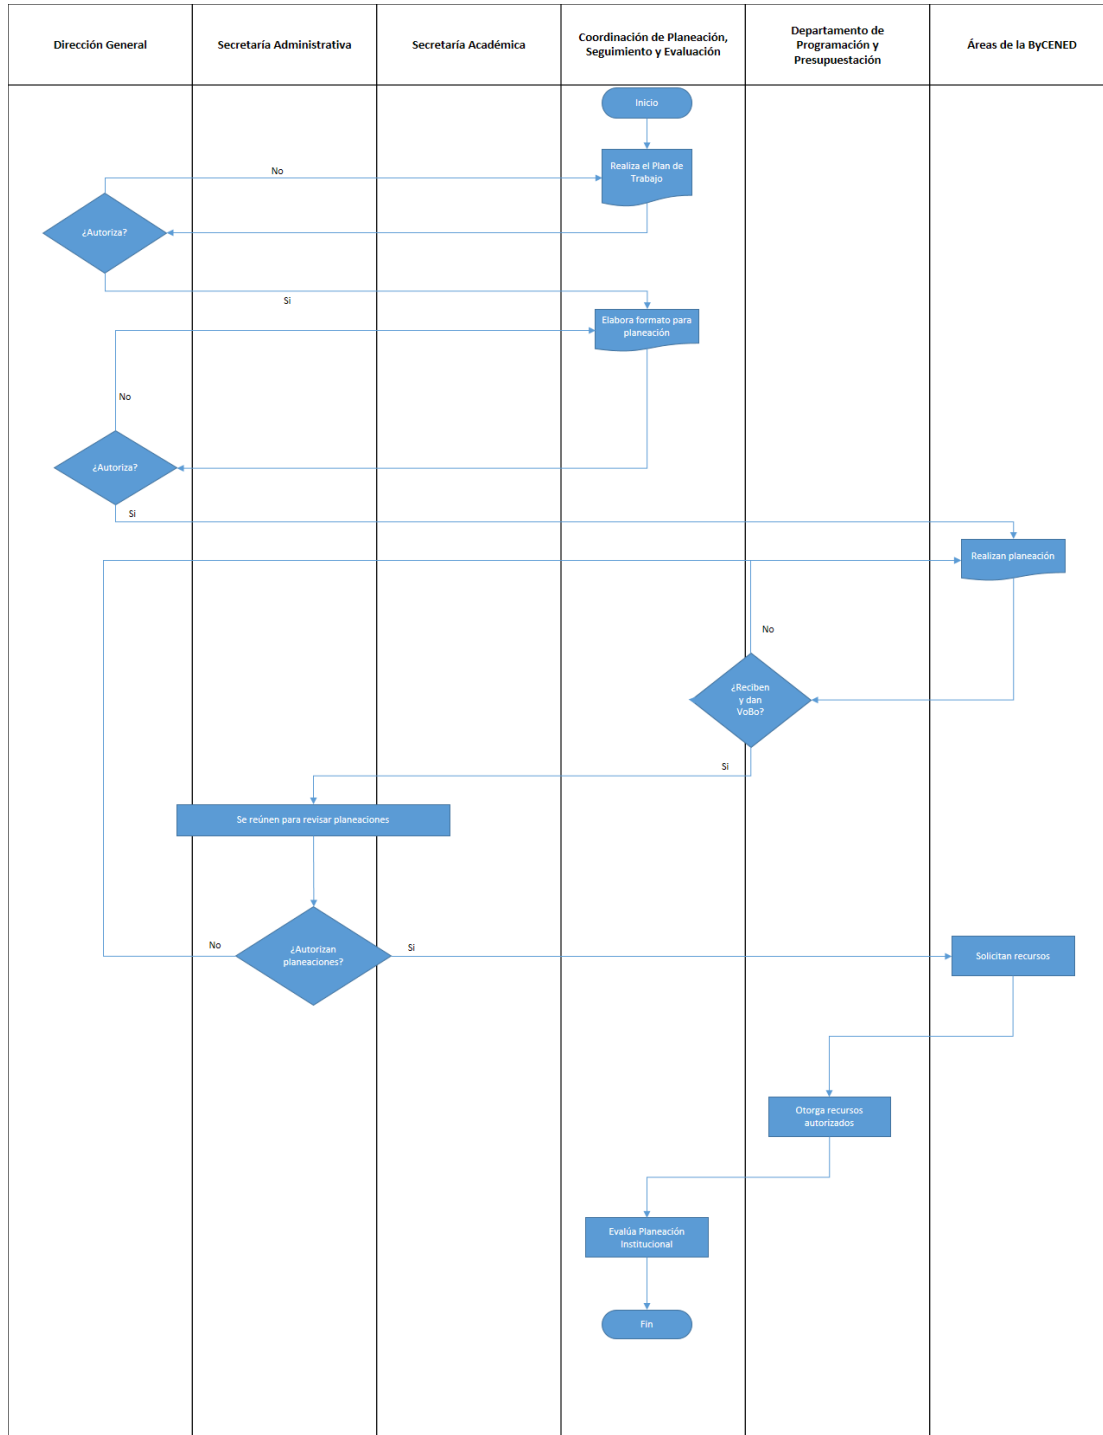 Dirección General
Secretaría Administrativa
Secretaría Académica
Coordinación de Planeación,
Seguimiento y Evaluación
Departamento de
Programación y
Presupuestación
Áreas de la ByCENED
Inicio
Realiza el Plan de
Trabajo
No
¿Autoriza?
Si
Elabora formato para
planeación
No
¿Autoriza?
Si
Realizan planeación
No
¿Reciben
y dan
VoBo?
Si
Se reúnen para revisar planeaciones
No
¿Autorizan
planeaciones?
Si
Solicitan recursos
Otorga recursos
autorizados
Evalúa Planeación
Institucional
Fin